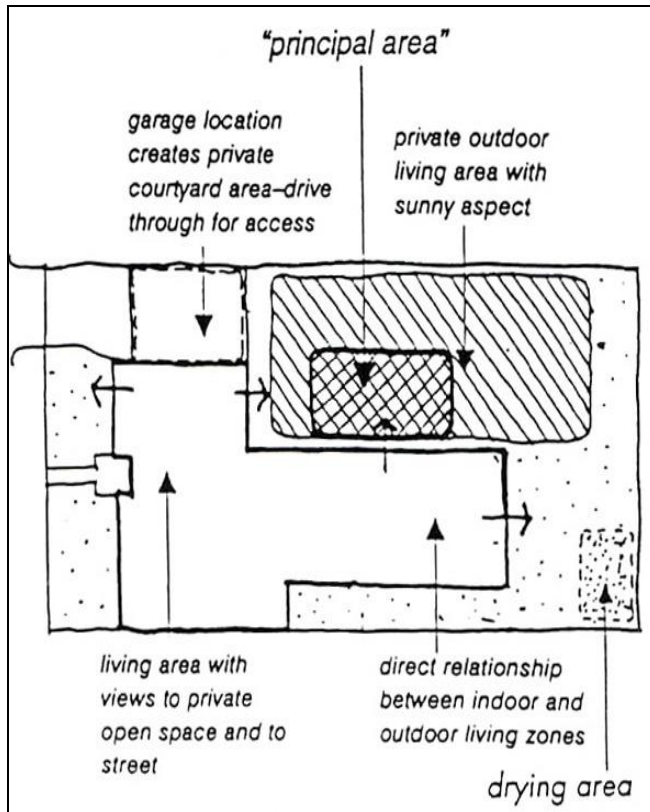 "principal area"
garage location
creates private
courtyard area–drive
through for access
private outdoor
living area with
sunny aspect
living area with
views to private
open space and to
street
direct relationship
between indoor and
outdoor living zones
drying area